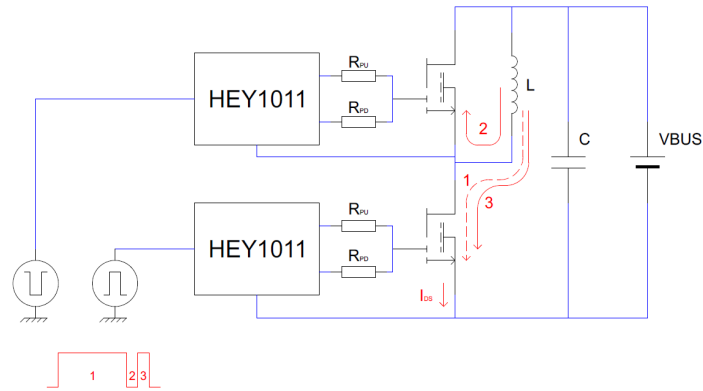 RPU
HEY1011
RPD
L
2
C
VBUS
1
3
RPU
HEY1011
RPD
IDS
1 2 3